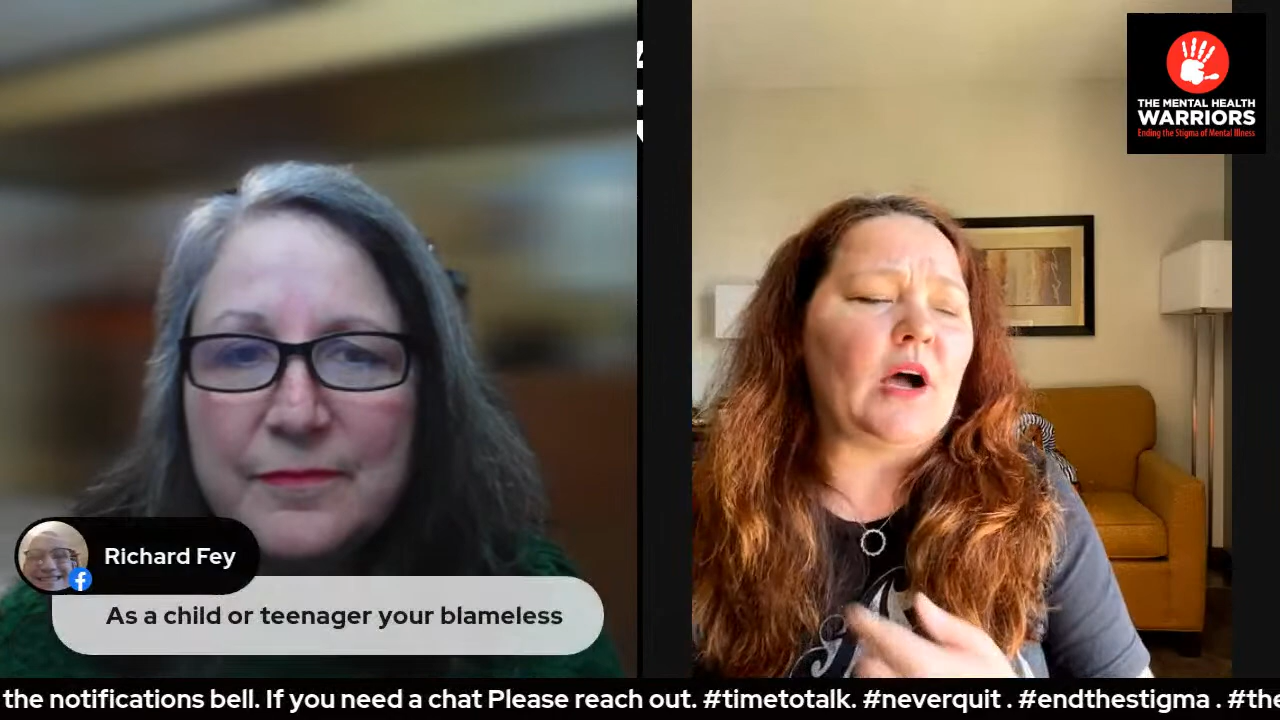 THE MENTAL HEALTH
WARRIORS
Ending the Stigma of Mental Illness
Richard Fey
As a child or teenager your blameless
the notifications bell. If you need a chat Please reach out. #timetotalk. #neverquit . #endthestigma . #the